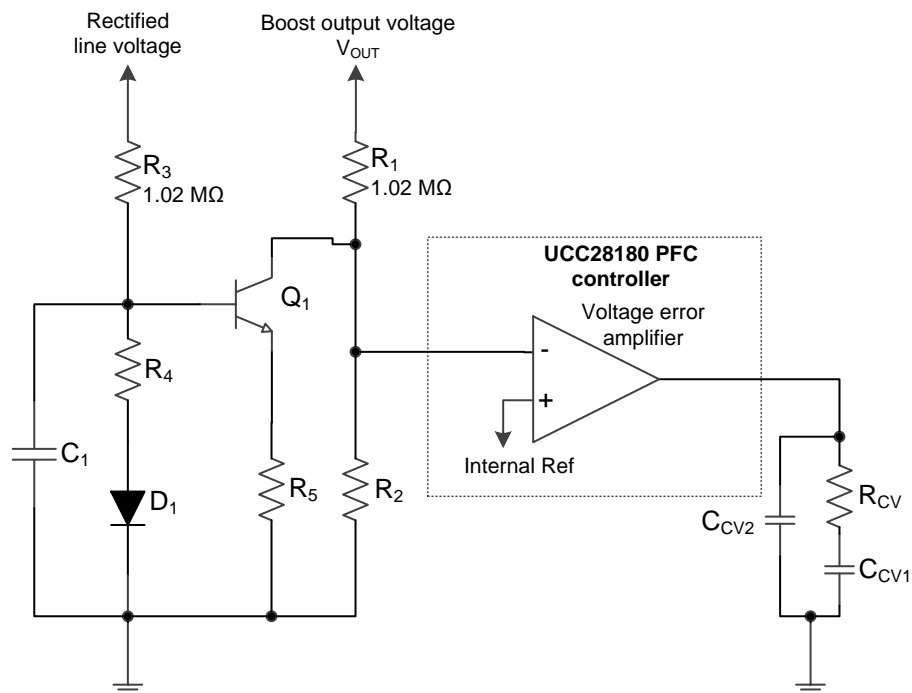 Rectified
line voltage
Boost output voltage
VOUT
R3
1.02 MΩ
R1
1.02 MΩ
UCC28180 PFC
controller
Voltage error
amplifier
Q1
R4
-
+
C1
Internal Ref
D1
R5
R2
RCV
CCV2
CCV1